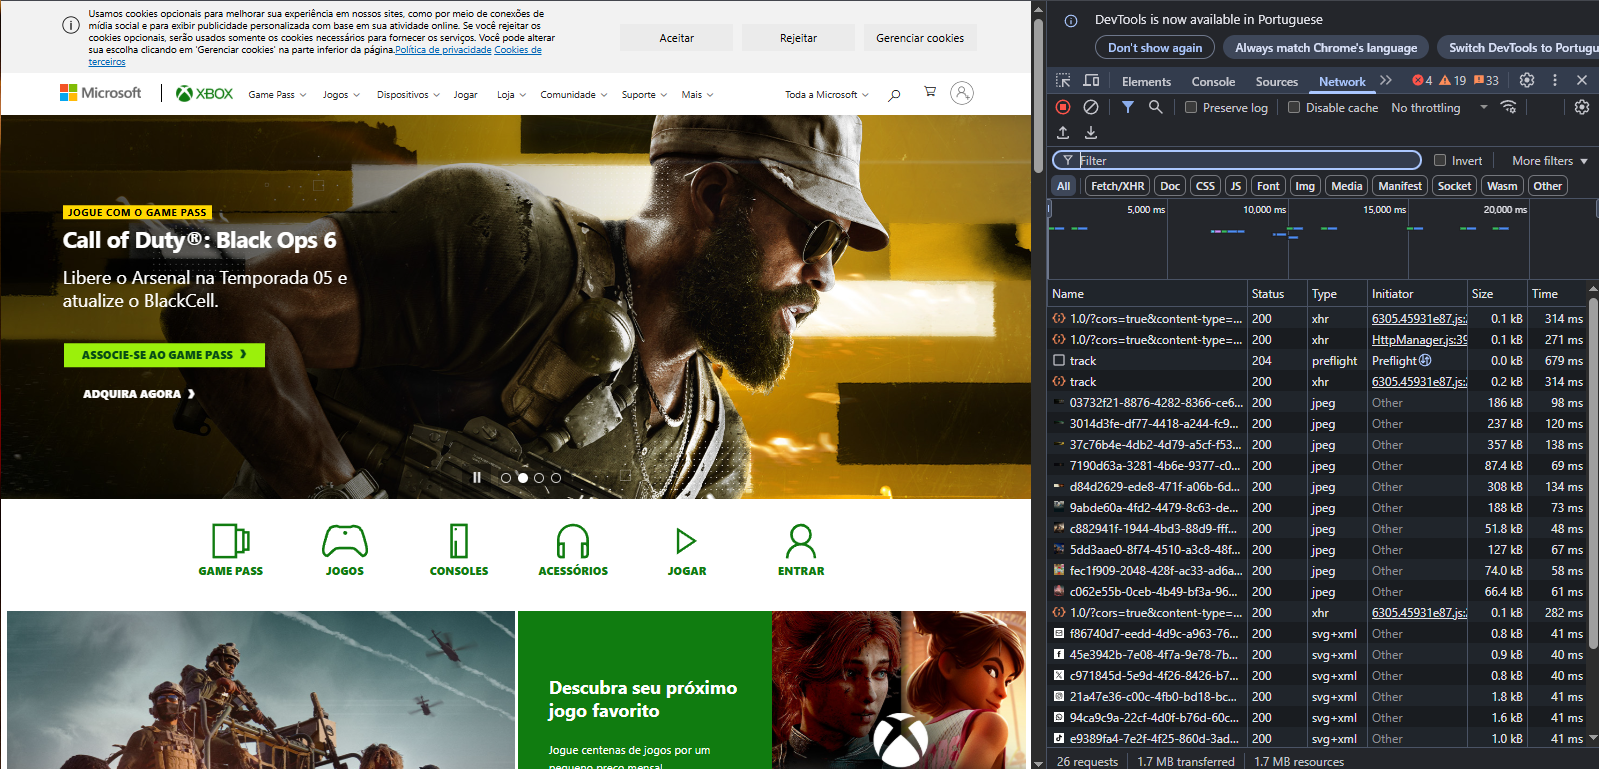 Usamos cookies opcionais para melhorar sua experiência em nossos sites, como por meio de conexões de
mídia social e para exibir publicidade personalizada com base em sua atividade online. Se você rejeitar os
cookies opcionais, serão usados somente os cookies necessários para fornecer os serviços. Você pode alterar
sua escolha clicando em 'Gerenciar cookies' na parte inferior da página.Política de privacidade Cookies de
terceiros
Aceitar
Rejeitar
Gerenciar cookies
Microsoft
XBOX
Game Pass
Jogos
Dispositivos
Jogar
Loja
Comunidade
Suporte
Mais
Toda a Microsoft
JOGUE COM O GAME PASS
Call of Duty®: Black Ops 6
Libere o Arsenal na Temporada 05 e
atualize o BlackCell.
ASSOCIE-SE AO GAME PASS
ADQUIRA AGORA
GAME PASS
JOGOS
CONSOLES
ACESSÓRIOS
JOGAR
ENTRAR
Descubra seu próximo
jogo favorito
Jogue centenas de jogos por um
pequeno preço mensal
DevTools is now available in Portuguese
Don't show again
Always match Chrome's language
Switch DevTools to Portugu
Elements
Console
Sources
Network
4
19
33
Preserve log
Disable cache
No throttling
Filter
Invert
More filters
All
Fetch/XHR
Doc
CSS
JS
Font
Img
Media
Manifest
Socket
Wasm
Other
5,000 ms
10,000 ms
15,000 ms
20,000 ms
Name Status Type Initiator Size Time
1.0/?cors=true&content-type=... 200 xhr 6305.45931e87.js:2 0.1 kB 314 ms
1.0/?cors=true&content-type=... 200 xhr HttpManager.js:39 0.1 kB 271 ms
track 204 preflight Preflight 0.0 kB 679 ms
track 200 xhr 6305.45931e87.js:2 0.2 kB 314 ms
03732f21-8876-4282-8366-ce6... 200 jpeg Other 186 kB 98 ms
3014d3fe-df77-4418-a244-fc9... 200 jpeg Other 237 kB 120 ms
37c76b4e-4db2-4d79-a5cf-f53... 200 jpeg Other 357 kB 138 ms
7190d63a-3281-4b6e-9377-c0... 200 jpeg Other 87.4 kB 69 ms
d84d2629-ede8-471f-a06b-6d... 200 jpeg Other 308 kB 134 ms
9abde60a-4fd2-4479-8c63-de... 200 jpeg Other 188 kB 73 ms
c882941f-1944-4bd3-88d9-fff... 200 jpeg Other 51.8 kB 48 ms
5dd3aae0-8f74-4510-a3c8-48f... 200 jpeg Other 127 kB 67 ms
fec1f909-2048-428f-ac33-ad6a... 200 jpeg Other 74.0 kB 58 ms
c062e55b-0ceb-4b49-bf3a-96... 200 jpeg Other 66.4 kB 61 ms
1.0/?cors=true&content-type=... 200 xhr 6305.45931e87.js:2 0.1 kB 282 ms
f86740d7-eedd-4d9c-a963-76... 200 svg+xml Other 0.8 kB 41 ms
45e3942b-7e08-4f7a-9e78-7b... 200 svg+xml Other 0.9 kB 40 ms
c971845d-5e9d-4f26-8426-b7... 200 svg+xml Other 0.8 kB 40 ms
21a47e36-c00c-4fb0-bd18-bc... 200 svg+xml Other 1.8 kB 41 ms
94ca9c9a-22cf-4d0f-b76d-60c... 200 svg+xml Other 1.6 kB 41 ms
e9389fa4-7e2f-4f25-860d-3ad... 200 svg+xml Other 1.0 kB 41 ms
26 requests
1.7 MB transferred
1.7 MB resources